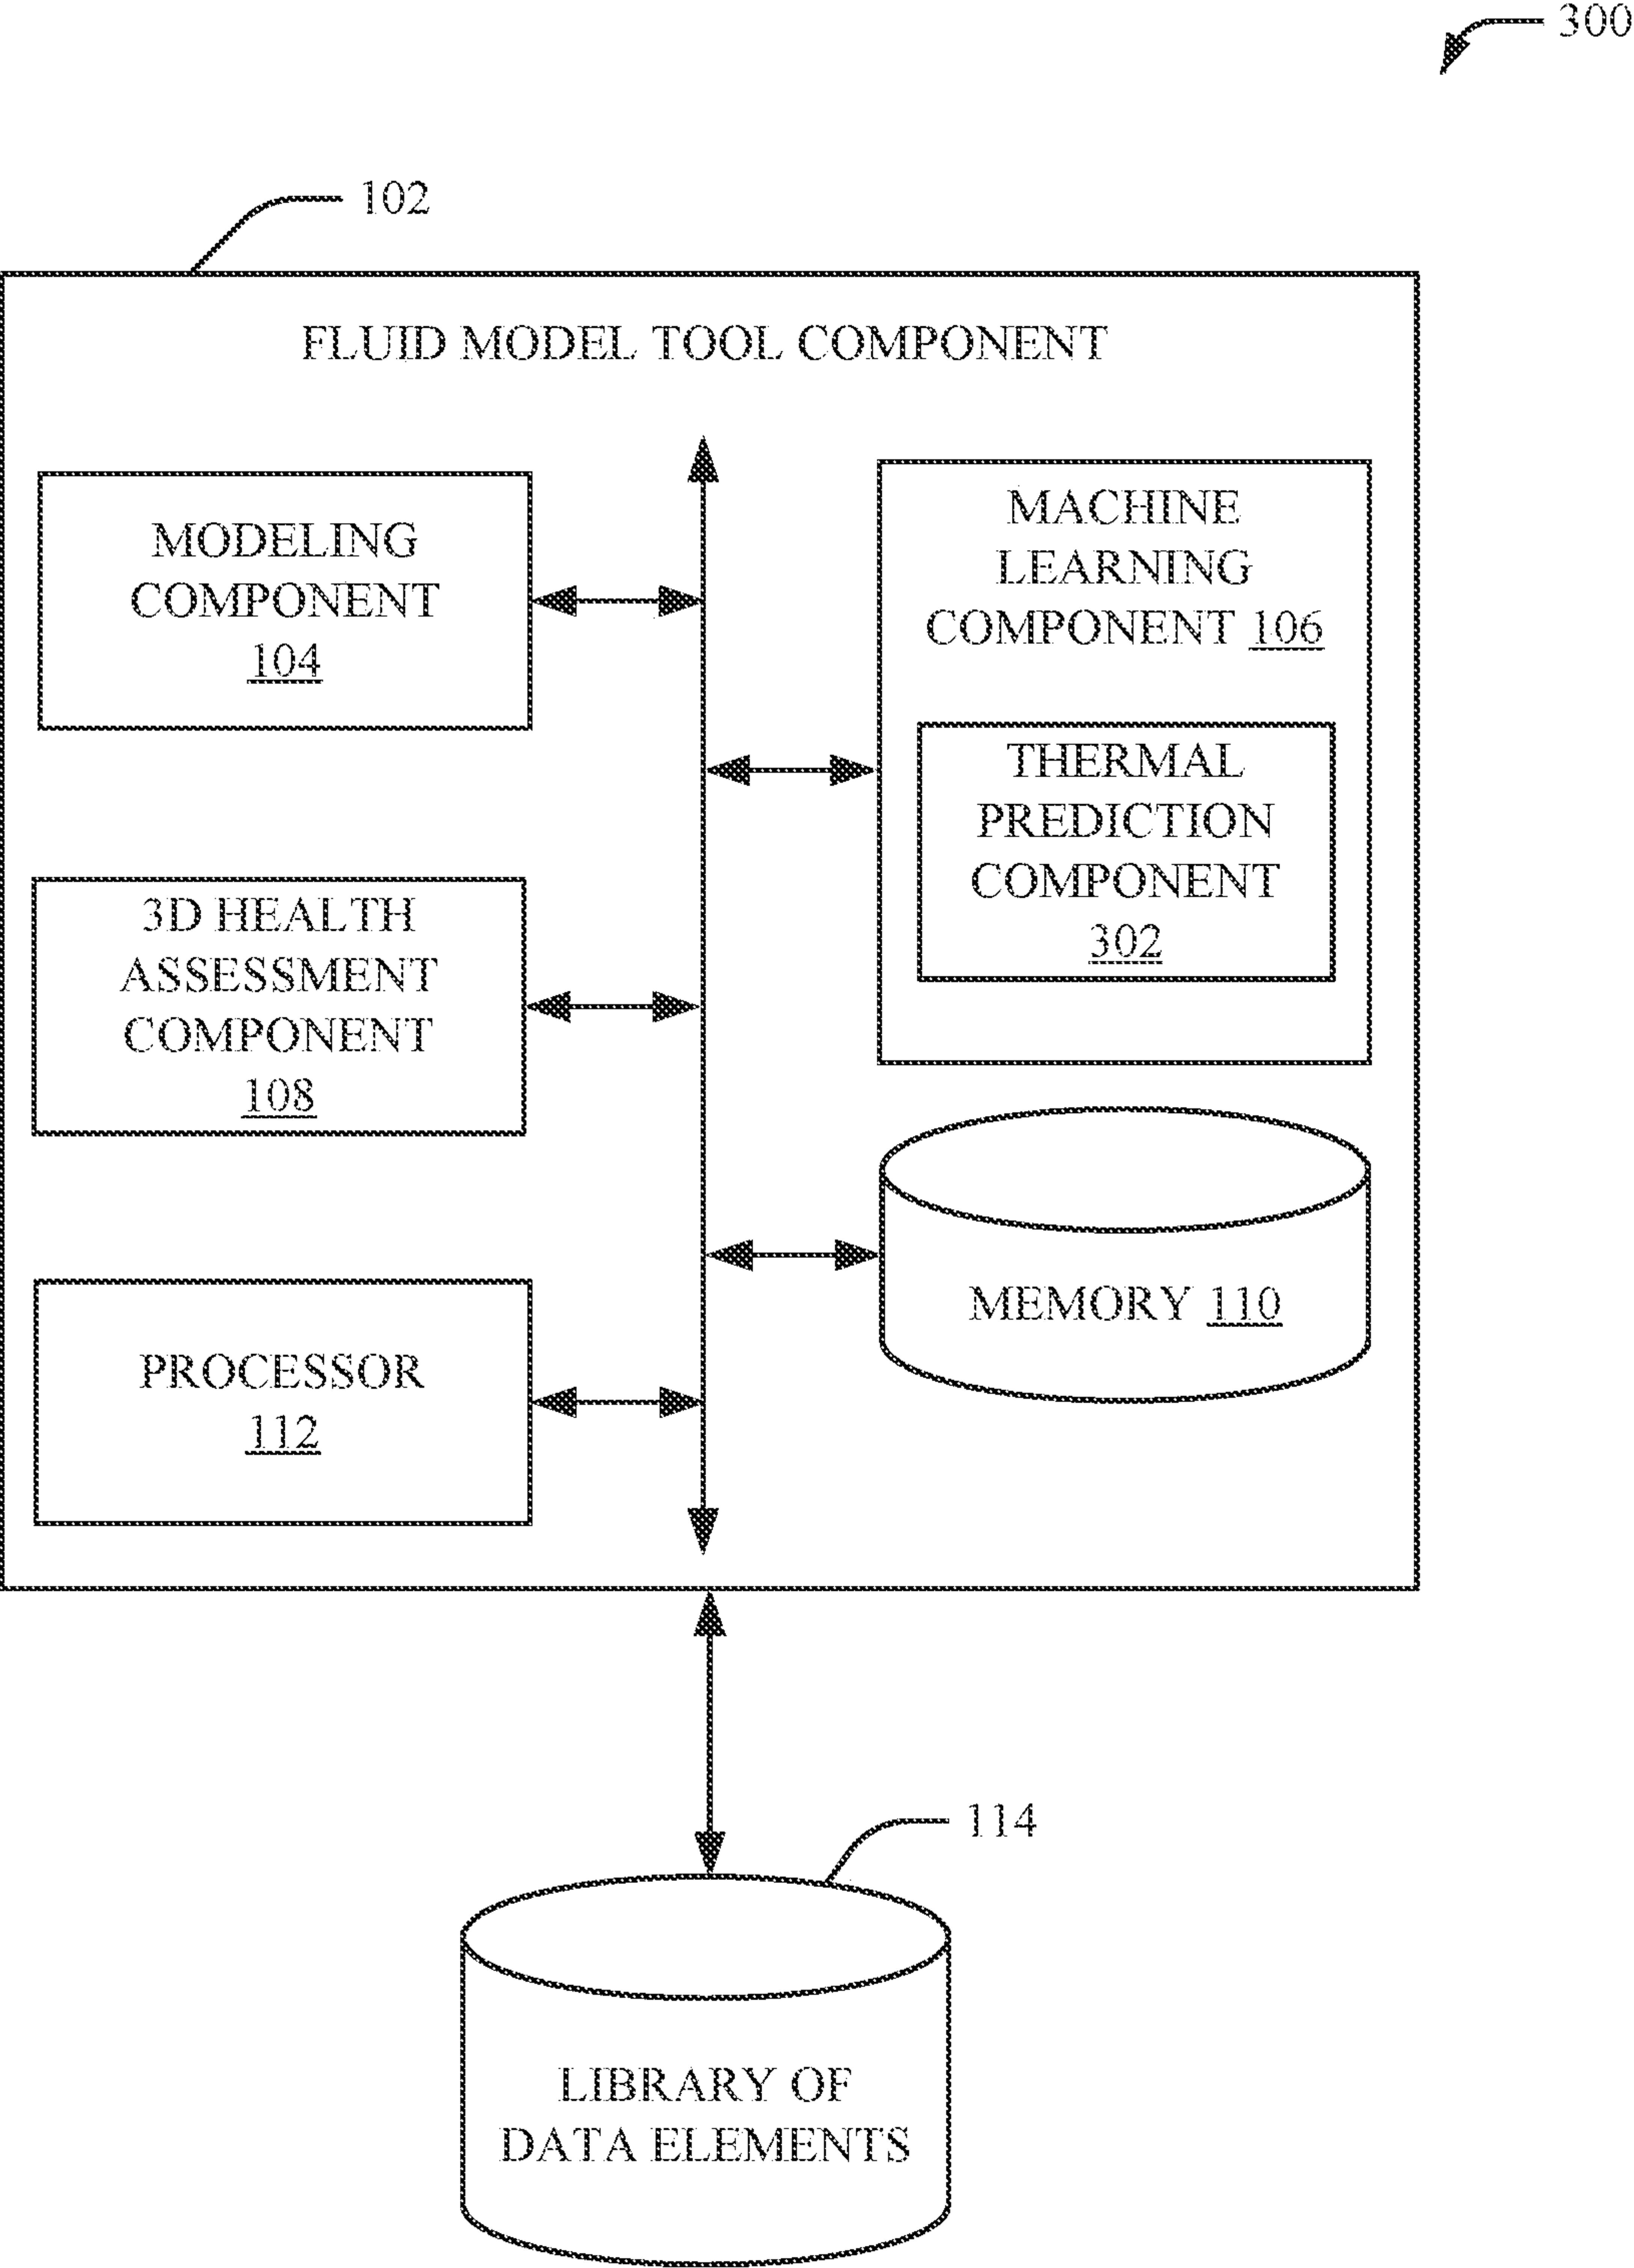 300
102
FLUID MODEL TOOL COMPONENT
MODELING
COMPONENT
104
MACHINE
LEARNING
COMPONENT 106
THERMAL
PREDICTION
COMPONENT
302
3D HEALTH
ASSESSMENT
COMPONENT
108
MEMORY 110
PROCESSOR
112
114
LIBRARY OF
DATA ELEMENTS